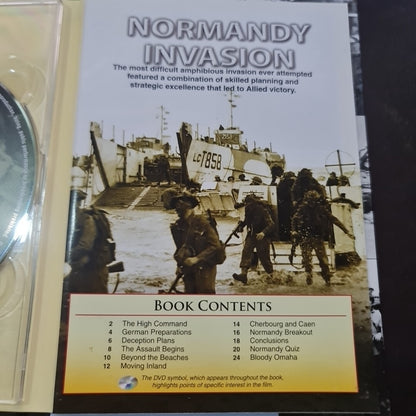 NORMANDY
INVASION
The most difficult amphibious invasion ever attempted
featured a combination of skilled planning and
strategic excellence that led to Allied victory.
LC 7858
BOOK CONTENTS
2 The High Command
4 German Preparations
6 Deception Plans
8 The Assault Begins
10 Beyond the Beaches
12 Moving Inland
14 Cherbourg and Caen
16 Normandy Breakout
18 Conclusions
20 Normandy Quiz
24 Bloody Omaha
The DVD symbol, which appears throughout the book,
highlights points of specific interest in the film.